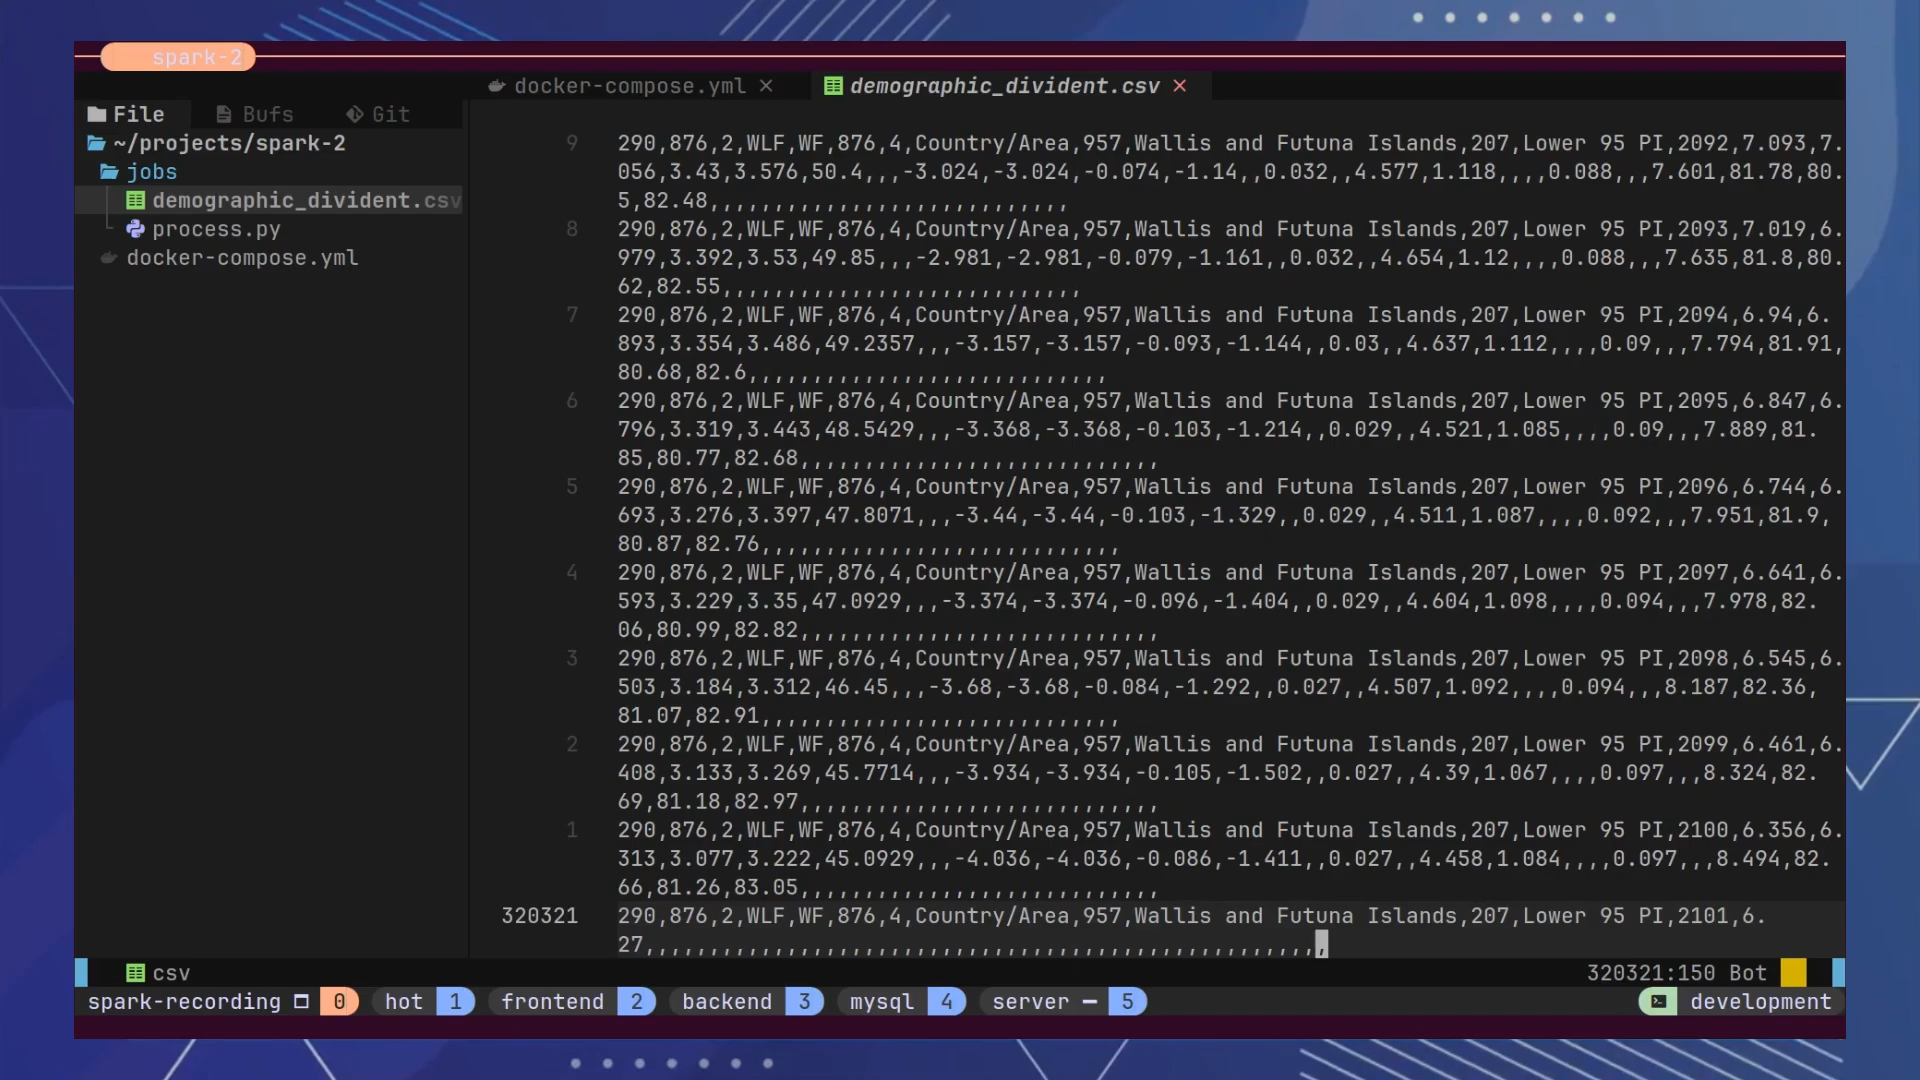 spark-2
docker-compose.yml × demographic_divident.csv ×
File Bufs Git
~/projects/spark-2
jobs
demographic_divident.csv
process.py
docker-compose.yml
9 290,876,2,WLF,WF,876,4,Country/Area,957,Wallis and Futuna Islands,207,Lower 95 PI,2092,7.093,7.
056,3.43,3.576,50.4,,,-3.024,-3.024,-0.074,-1.14,,0.032,,4.577,1.118,,,,0.088,,,7.601,81.78,80.
5,82.48,,,,,,,,,,,,,,,,,,,,,,,,,,,,
8 290,876,2,WLF,WF,876,4,Country/Area,957,Wallis and Futuna Islands,207,Lower 95 PI,2093,7.019,6.
979,3.392,3.53,49.85,,,-2.981,-2.981,-0.079,-1.161,,0.032,,4.654,1.12,,,,0.088,,,7.635,81.8,80.
62,82.55,,,,,,,,,,,,,,,,,,,,,,,,,,,,
7 290,876,2,WLF,WF,876,4,Country/Area,957,Wallis and Futuna Islands,207,Lower 95 PI,2094,6.94,6.
893,3.354,3.486,49.2357,,,-3.157,-3.157,-0.093,-1.144,,0.03,,4.637,1.112,,,,0.09,,,7.794,81.91,
80.68,82.6,,,,,,,,,,,,,,,,,,,,,,,,,,,,
6 290,876,2,WLF,WF,876,4,Country/Area,957,Wallis and Futuna Islands,207,Lower 95 PI,2095,6.847,6.
796,3.319,3.443,48.5429,,,-3.368,-3.368,-0.103,-1.214,,0.029,,4.521,1.085,,,,0.09,,,7.889,81.
85,80.77,82.68,,,,,,,,,,,,,,,,,,,,,,,,,,,,
5 290,876,2,WLF,WF,876,4,Country/Area,957,Wallis and Futuna Islands,207,Lower 95 PI,2096,6.744,6.
693,3.276,3.397,47.8071,,,-3.44,-3.44,-0.103,-1.329,,0.029,,4.511,1.087,,,,0.092,,,7.951,81.9,
80.87,82.76,,,,,,,,,,,,,,,,,,,,,,,,,,,,
4 290,876,2,WLF,WF,876,4,Country/Area,957,Wallis and Futuna Islands,207,Lower 95 PI,2097,6.641,6.
593,3.229,3.35,47.0929,,,-3.374,-3.374,-0.096,-1.404,,0.029,,4.604,1.098,,,,0.094,,,7.978,82.
06,80.99,82.82,,,,,,,,,,,,,,,,,,,,,,,,,,,,
3 290,876,2,WLF,WF,876,4,Country/Area,957,Wallis and Futuna Islands,207,Lower 95 PI,2098,6.545,6.
503,3.184,3.312,46.45,,,-3.68,-3.68,-0.084,-1.292,,0.027,,4.507,1.092,,,,0.094,,,8.187,82.36,
81.07,82.91,,,,,,,,,,,,,,,,,,,,,,,,,,,,
2 290,876,2,WLF,WF,876,4,Country/Area,957,Wallis and Futuna Islands,207,Lower 95 PI,2099,6.461,6.
408,3.133,3.269,45.7714,,,-3.934,-3.934,-0.105,-1.502,,0.027,,4.39,1.067,,,,0.097,,,8.324,82.
69,81.18,82.97,,,,,,,,,,,,,,,,,,,,,,,,,,,,
1 290,876,2,WLF,WF,876,4,Country/Area,957,Wallis and Futuna Islands,207,Lower 95 PI,2100,6.356,6.
313,3.077,3.222,45.0929,,,-4.036,-4.036,-0.086,-1.411,,0.027,,4.458,1.084,,,,0.097,,,8.494,82.
66,81.26,83.05,,,,,,,,,,,,,,,,,,,,,,,,,,,,
320321 290,876,2,WLF,WF,876,4,Country/Area,957,Wallis and Futuna Islands,207,Lower 95 PI,2101,6.
27,,,,,,,,,,,,,,,,,,,,,,,,,,,,,,,,,,,,,,,,,,,,,,,,,,,,,
csv 320321:150 Bot
spark-recording 0 hot 1 frontend 2 backend 3 mysql 4 server – 5 development